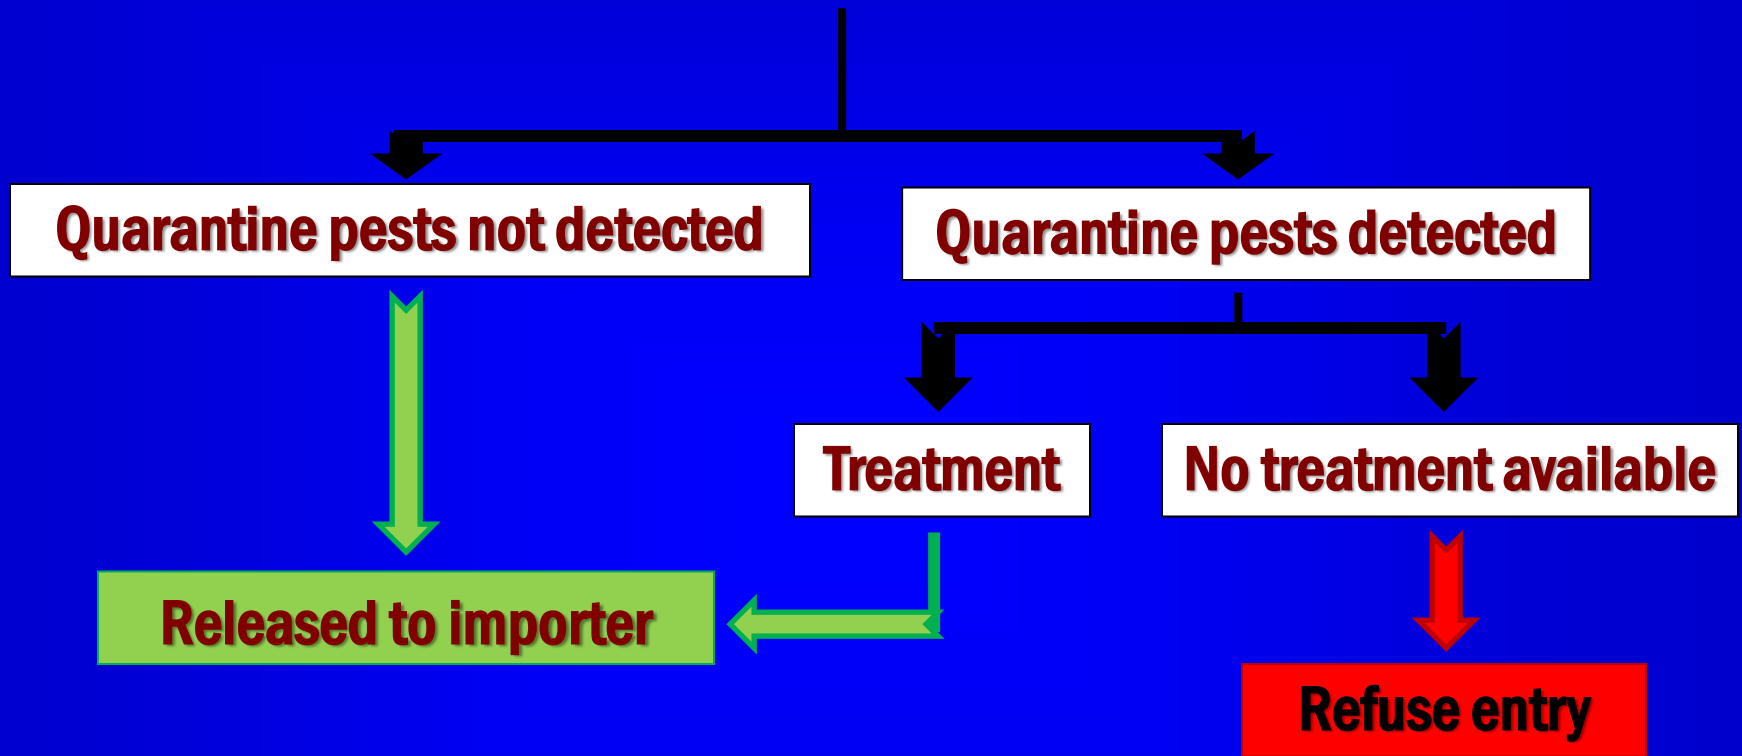 Quarantine pests not detected
Quarantine pests detected
Treatment
No treatment available
Released to importer
Refuse entry